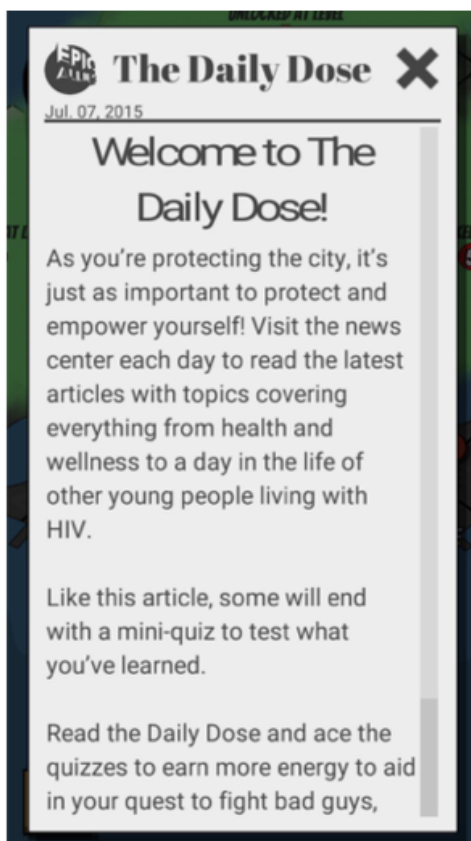 UNLOCKED AT LEVEL
EPIC
ALLIES
The Daily Dose
Jul. 07, 2015
Welcome to The
Daily Dose!
As you’re protecting the city, it’s
just as important to protect and
empower yourself! Visit the news
center each day to read the latest
articles with topics covering
everything from health and
wellness to a day in the life of
other young people living with
HIV.
Like this article, some will end
with a mini-quiz to test what
you’ve learned.
Read the Daily Dose and ace the
quizzes to earn more energy to aid
in your quest to fight bad guys,